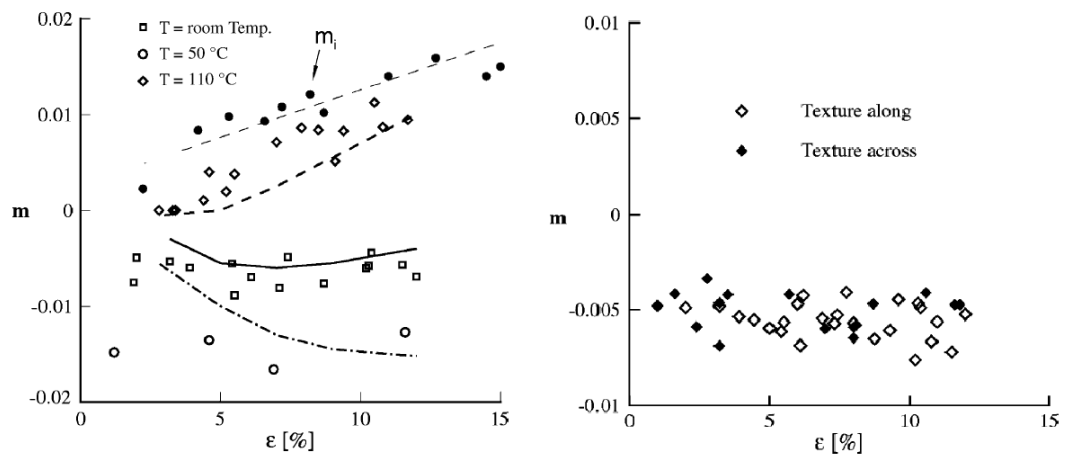 T = room Temp.
T = 50 °C
T = 110 °C
m_i
0.02
0.01
0
-0.01
-0.02
m
0
5
10
15
ε [%]
0.01
0.005
0
-0.005
-0.01
m
Texture along
Texture across
0
5
10
15
ε [%]